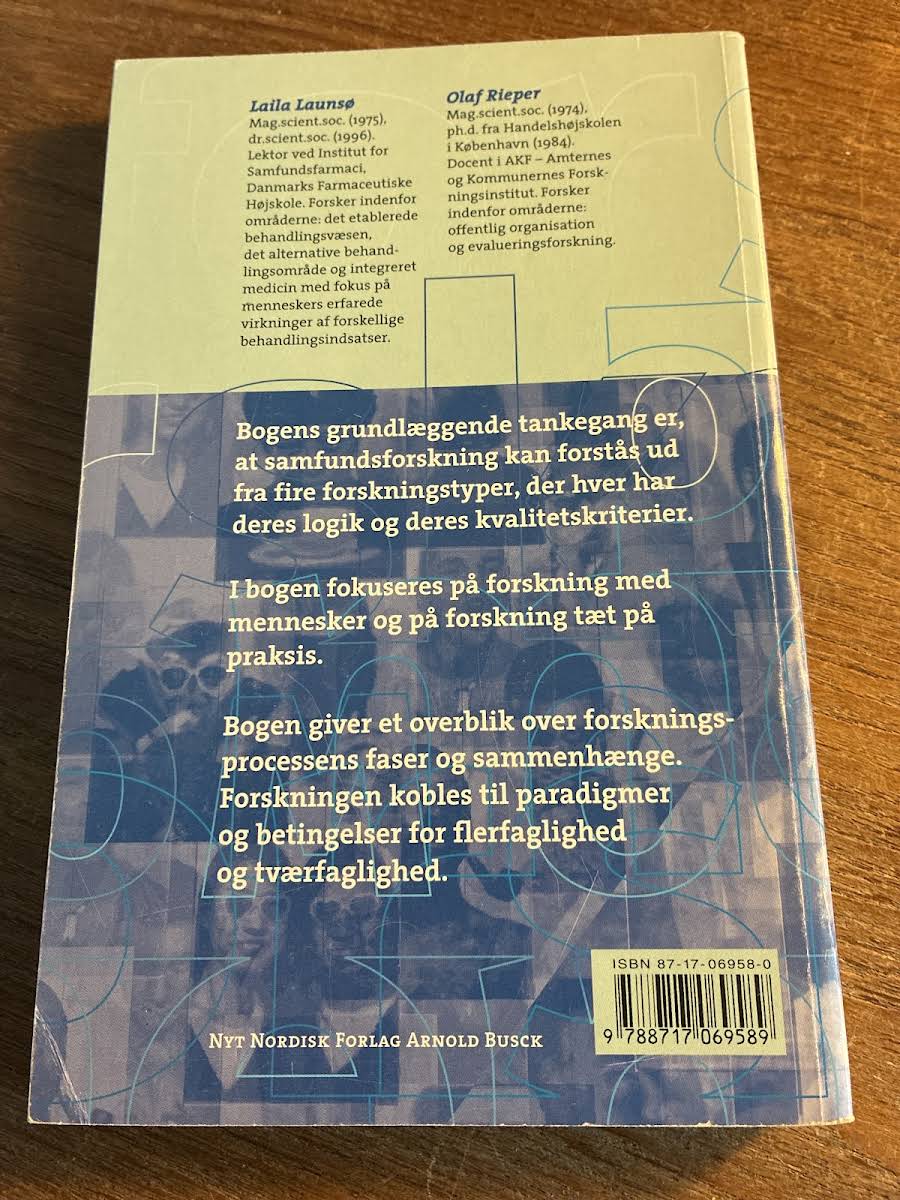 Laila Launsø
Mag.scient.soc. (1975),
dr.scient.soc. (1996).
Lektor ved Institut for
Samfundsfarmaci,
Danmarks Farmaceutiske
Højskole. Forsker indenfor
områderne: det etablerede
behandlingsvæsen,
det alternative behand-
lingsområde og integreret
medicin med fokus på
menneskers erfarede
virkninger af forskellige
behandlingsindsatser.
Olaf Rieper
Mag.scient.soc. (1974),
ph.d. fra Handelshøjskolen
i København (1984).
Docent i AKF – Amternes
og Kommunernes Forsk-
ningsinstitut. Forsker
indenfor områderne:
offentlig organisation
og evalueringsforskning.
Bogens grundlæggende tankegang er,
at samfundsforskning kan forstås ud
fra fire forskningstyper, der hver har
deres logik og deres kvalitetskriterier.
I bogen fokuseres på forskning med
mennesker og på forskning tæt på
praksis.
Bogen giver et overblik over forsknings-
processens faser og sammenhænge.
Forskningen kobles til paradigmer
og betingelser for flerfaglighed
og tværfaglighed.
Nyt Nordisk Forlag Arnold Busck
ISBN 87-17-06958-0
9 788717 069589